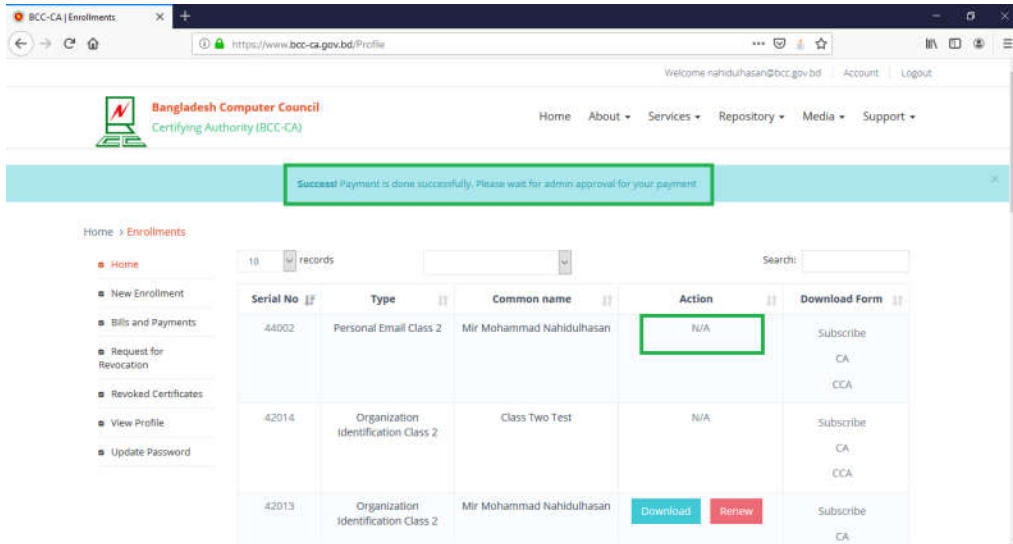 BCC-CA | Enrollments
https://www.bcc-ca.gov.bd/Profile
Welcome nahidulhasan@bcc.gov.bd Account Logout
Bangladesh Computer Council
Certifying Authority (BCC-CA)
Home About Services Repository Media Support
Success! Payment is done successfully. Please wait for admin approval for your payment
Home > Enrollments
Home
New Enrollment
Bills and Payments
Request for
Revocation
Revoked Certificates
View Profile
Update Password
10 records
Search:
Serial No Type Common name Action Download Form
44002 Personal Email Class 2 Mir Mohammad Nahidulhasan N/A Subscribe
CA
CCA
42014 Organization Class Two Test N/A Subscribe
Identification Class 2
CA
CCA
42013 Organization Mir Mohammad Nahidulhasan Download Renew Subscribe
Identification Class 2
CA